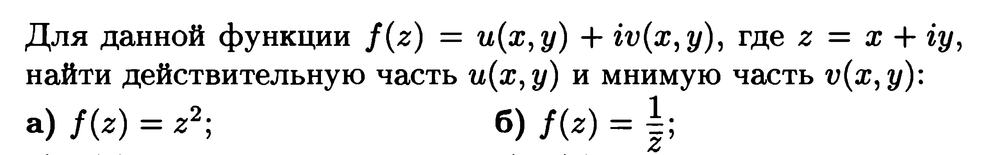 Для данной функции f(z) = u(x, y) + iv(x, y), где z = x + iy,
найти действительную часть u(x, y) и мнимую часть v(x, y):
а) f(z) = z²; б) f(z) = 1/z̄;